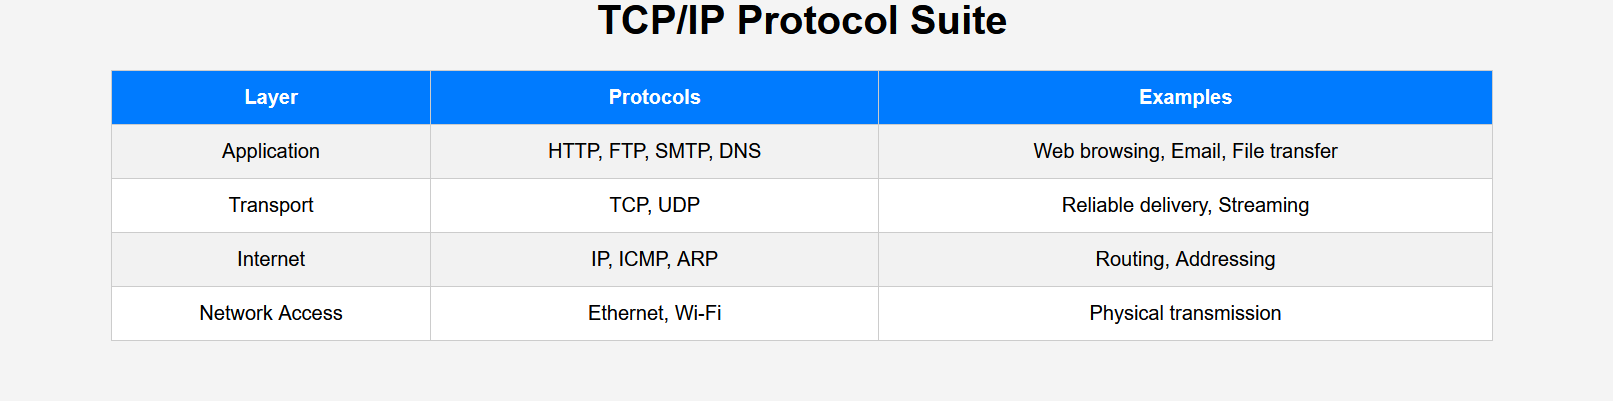 TCP/IP Protocol Suite
Layer Protocols Examples
Application HTTP, FTP, SMTP, DNS Web browsing, Email, File transfer
Transport TCP, UDP Reliable delivery, Streaming
Internet IP, ICMP, ARP Routing, Addressing
Network Access Ethernet, Wi-Fi Physical transmission